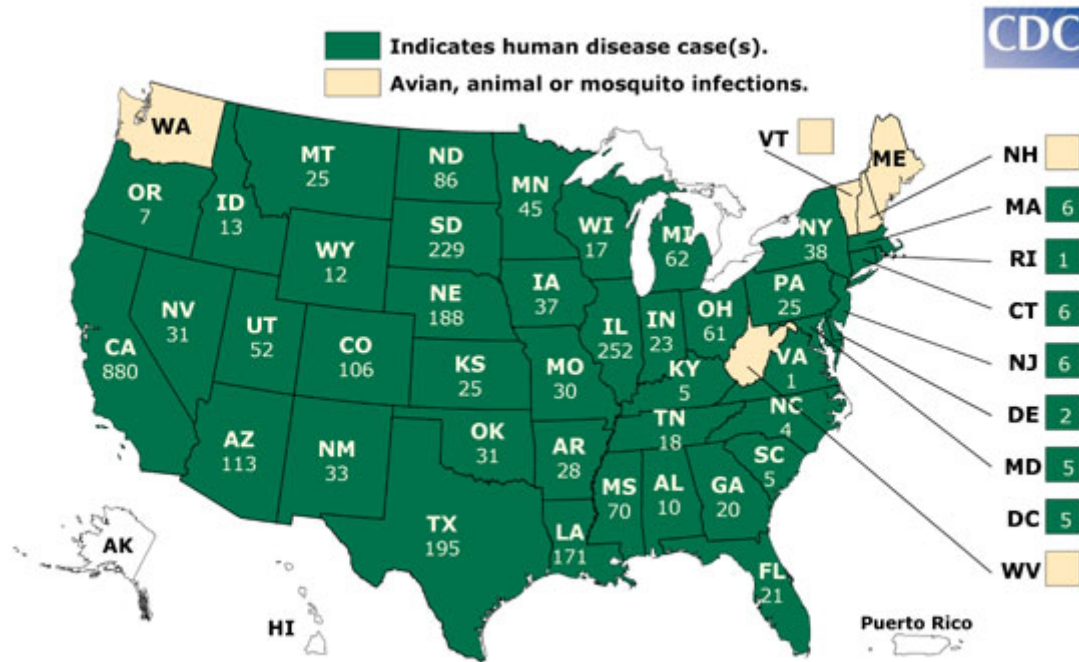 CDC
Indicates human disease case(s).
Avian, animal or mosquito infections.
WA
MT
25
ND
86
MN
45
VT
ME
NH
OR
7
ID
13
WY
12
SD
229
WI
17
MI
62
NY
38
MA 6
RI 1
CT 6
NJ 6
DE 2
MD 5
DC 5
WV
NV
31
UT
52
CO
106
NE
188
IA
37
IL
252
IN
23
OH
61
PA
25
CA
880
KS
25
MO
30
KY
5
VA
1
AZ
113
NM
33
OK
31
AR
28
TN
18
NC
4
SC
5
TX
195
LA
171
MS
70
AL
10
GA
20
FL
21
AK
HI
Puerto Rico